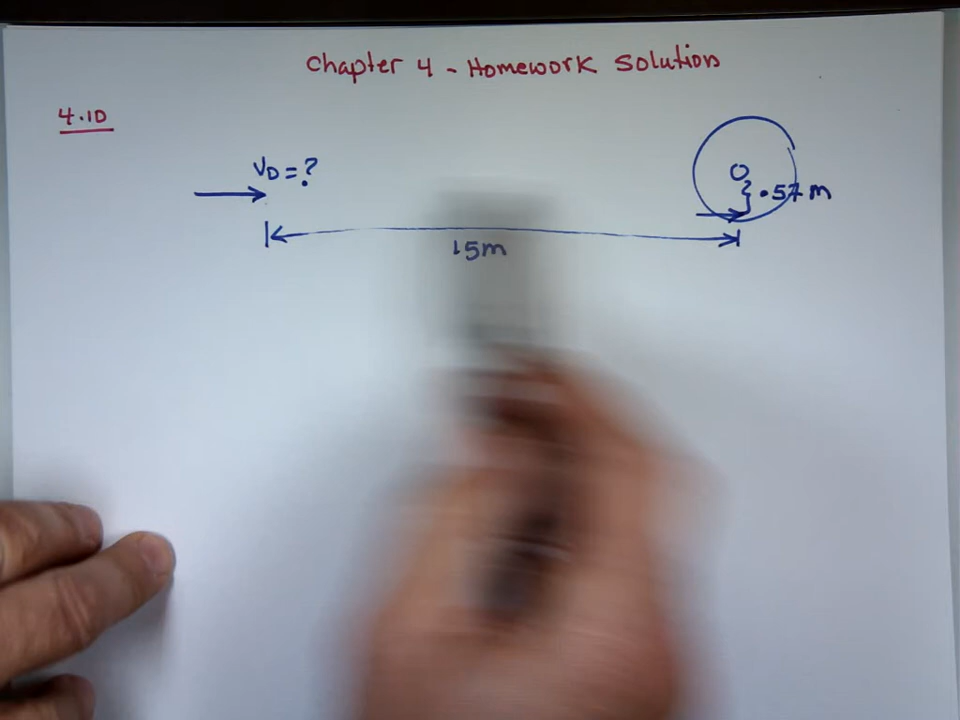 Chapter 4 - Homework Solution
4.10
VD = ?
.57 m
15m